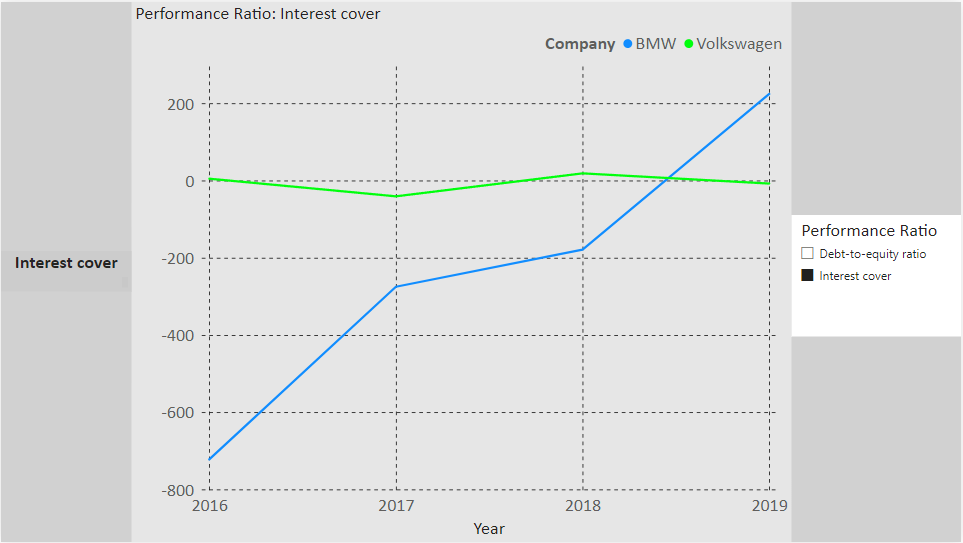 Performance Ratio: Interest cover
Company BMW Volkswagen
200
0
-200
-400
-600
-800
2016 2017 2018 2019
Year
Interest cover
Performance Ratio
Debt-to-equity ratio
Interest cover